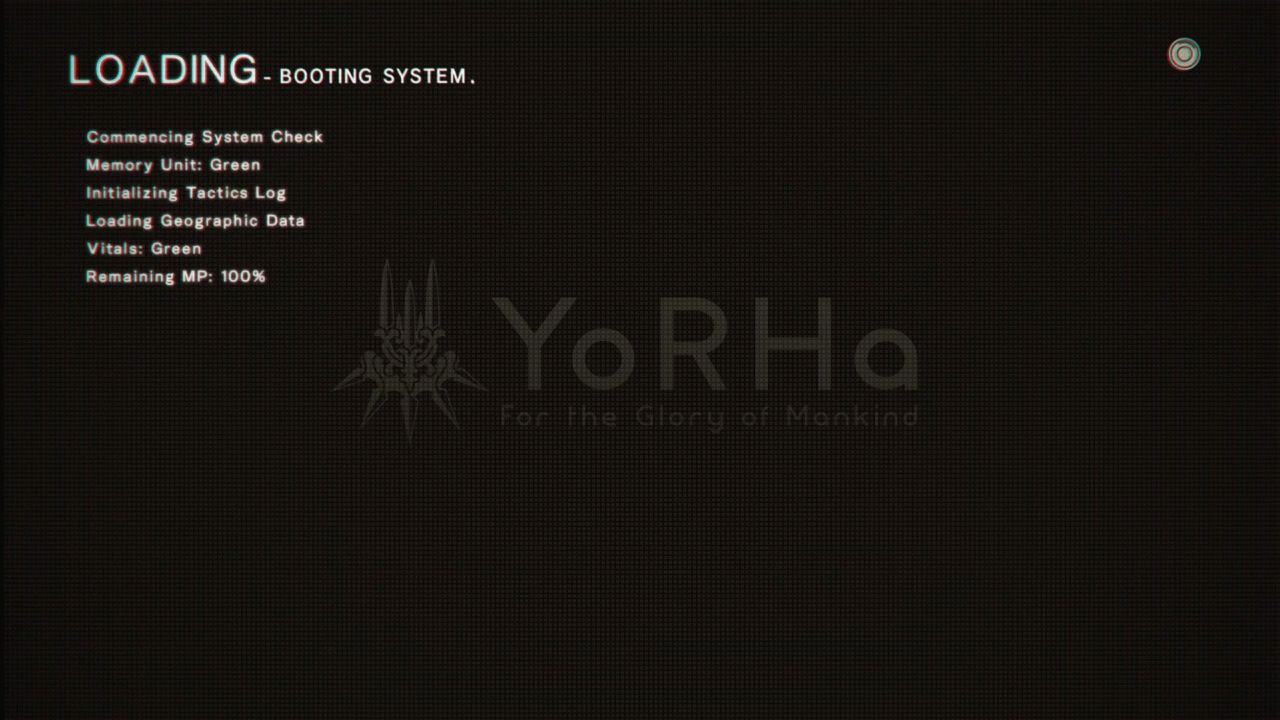 LOADING - BOOTING SYSTEM.
Commencing System Check
Memory Unit: Green
Initializing Tactics Log
Loading Geographic Data
Vitals: Green
Remaining MP: 100%
YoRHa
For the Glory of Mankind